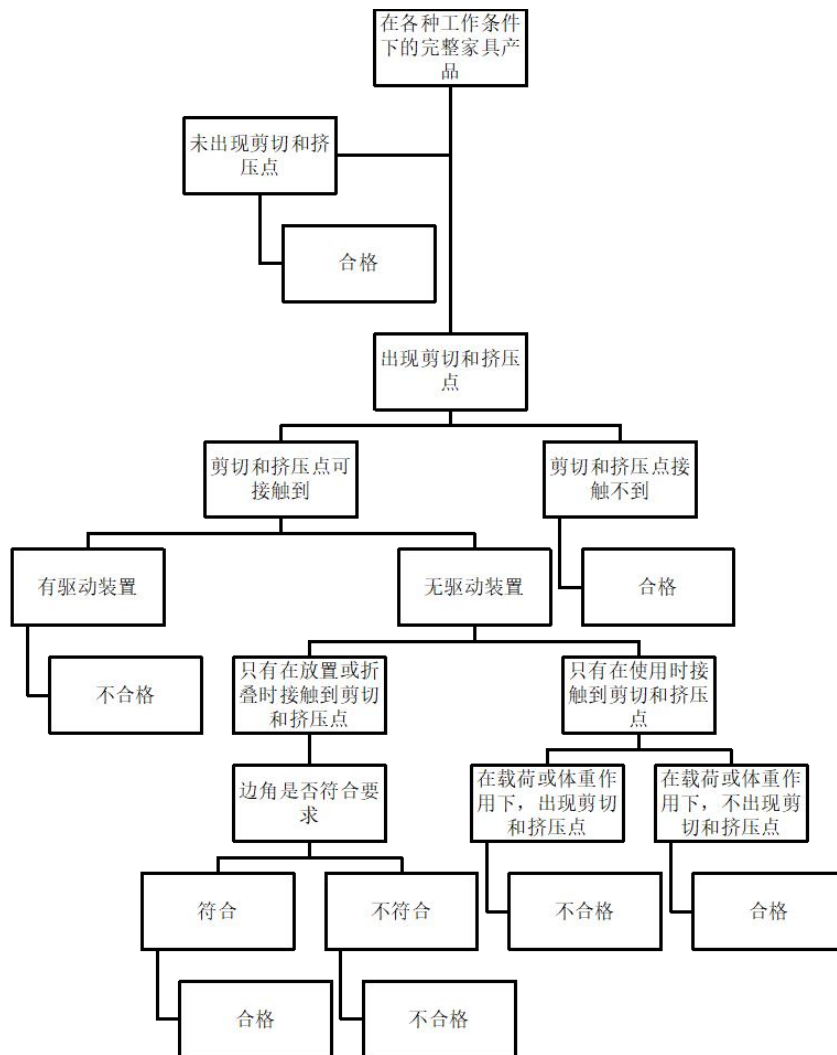 在各种工作条件
下的完整家具产
品
未出现剪切和挤
压点
合格
出现剪切和挤压
点
剪切和挤压点可
接触到
剪切和挤压点接
触不到
有驱动装置
无驱动装置
合格
不合格
只有在放置或折
叠时接触到剪切
和挤压点
只有在使用时接
触到剪切和挤压
点
边角是否符合要
求
在载荷或体重作
用下，出现剪切
和挤压点
在载荷或体重作
用下，不出现剪
切和挤压点
符合
不符合
不合格
合格
合格
不合格